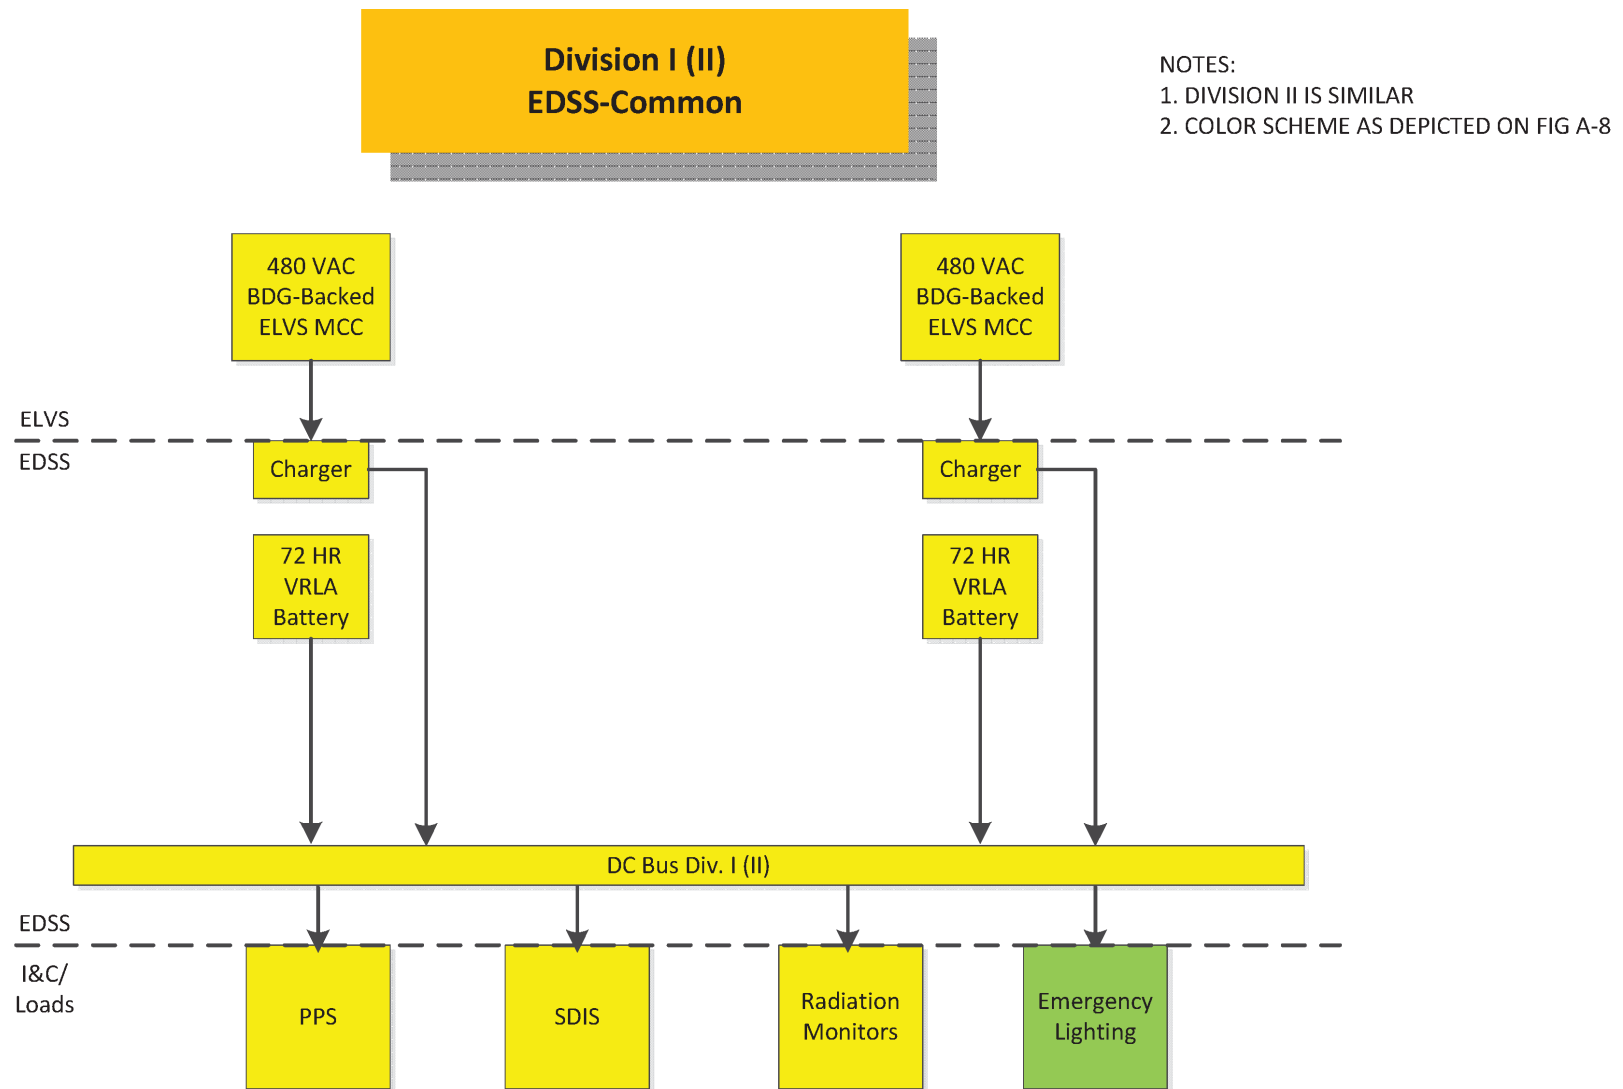 Division I (II)
EDSS-Common
NOTES:
1. DIVISION II IS SIMILAR
2. COLOR SCHEME AS DEPICTED ON FIG A-8
480 VAC
BDG-Backed
ELVS MCC
480 VAC
BDG-Backed
ELVS MCC
ELVS
EDSS
Charger
Charger
72 HR
VRLA
Battery
72 HR
VRLA
Battery
DC Bus Div. I (II)
EDSS
I&C/
Loads
PPS
SDIS
Radiation
Monitors
Emergency
Lighting